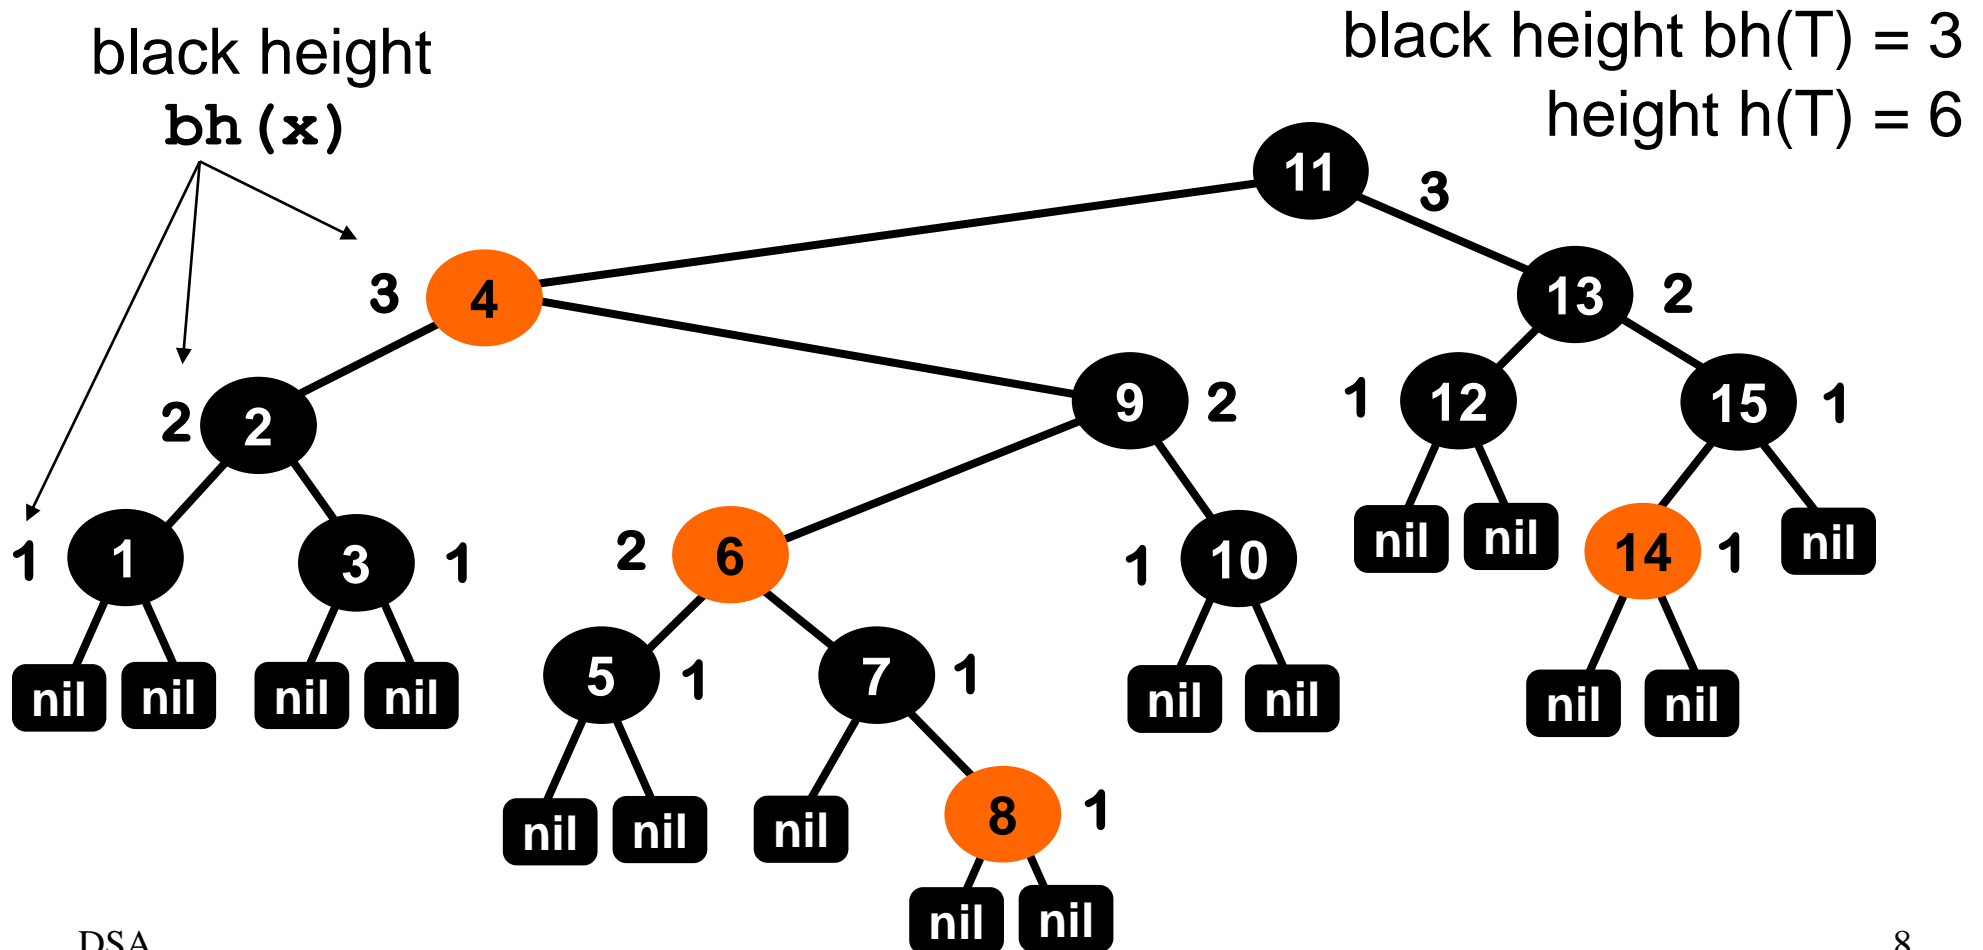 black height
bh(x)
black height bh(T) = 3
height h(T) = 6
11
3
3
4
13
2
2
2
9
2
1
12
15
1
1
1
3
1
2
6
1
10
nil
nil
14
1
nil
nil
nil
nil
nil
5
1
7
1
nil
nil
nil
nil
nil
nil
nil
8
1
nil
nil
DSA
8